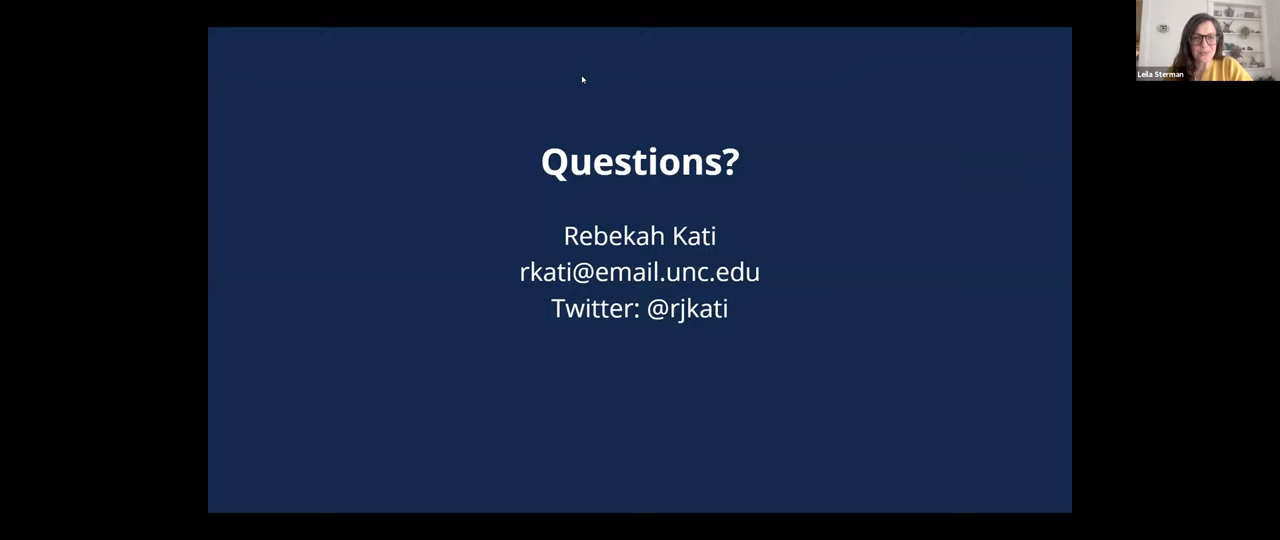 Questions?
Rebekah Kati
rkati@email.unc.edu
Twitter: @rjkati
Leila Sterman